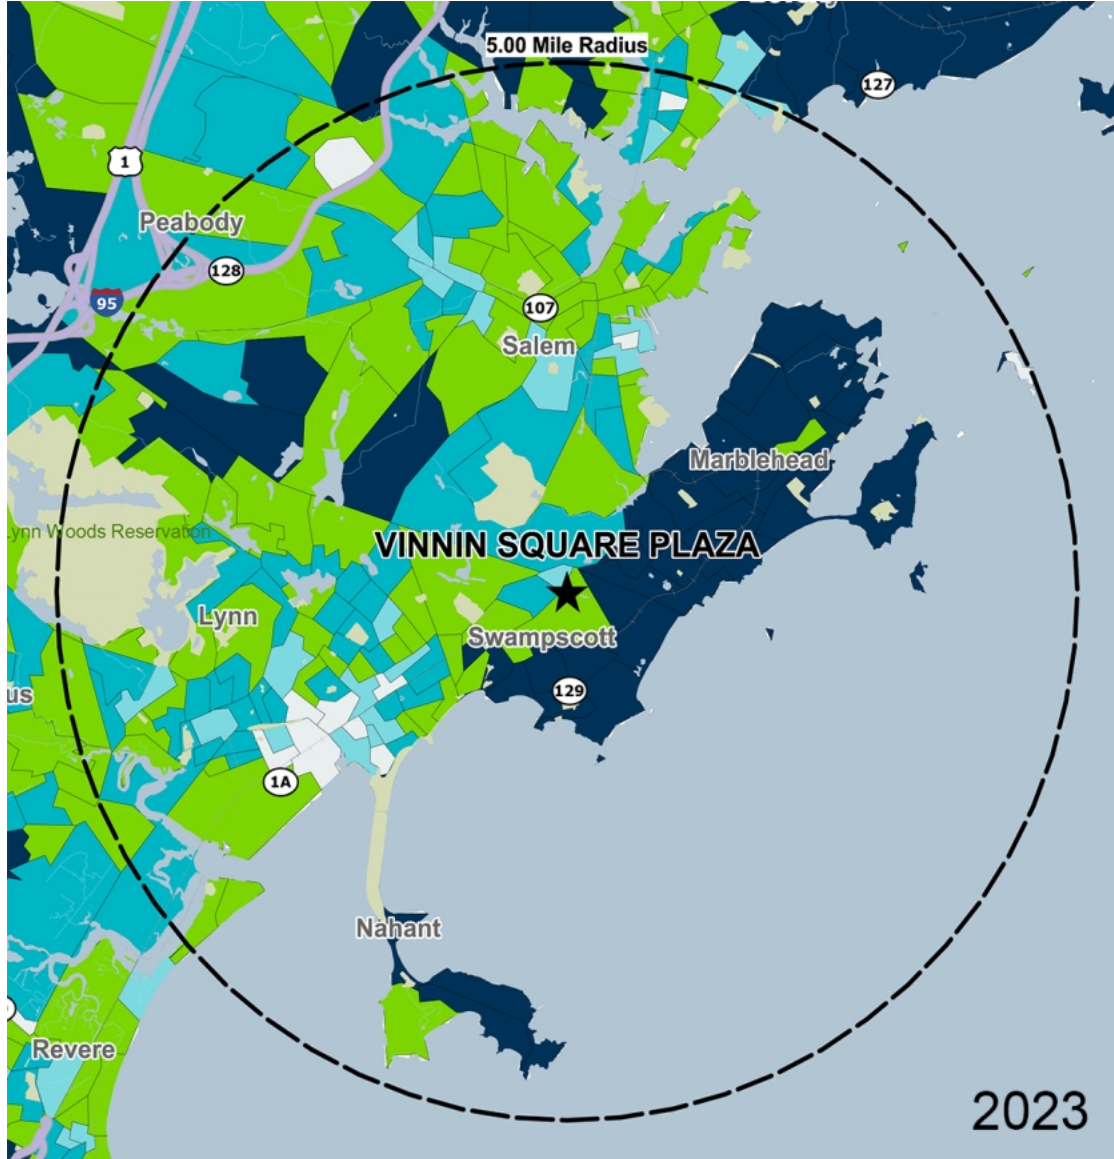 5.00 Mile Radius
127
1
Peabody
128
95
107
Salem
Marblehead
Lynn Woods Reservation
VINNIN SQUARE PLAZA
Lynn
Swampscott
129
1A
Nahant
Revere
2023